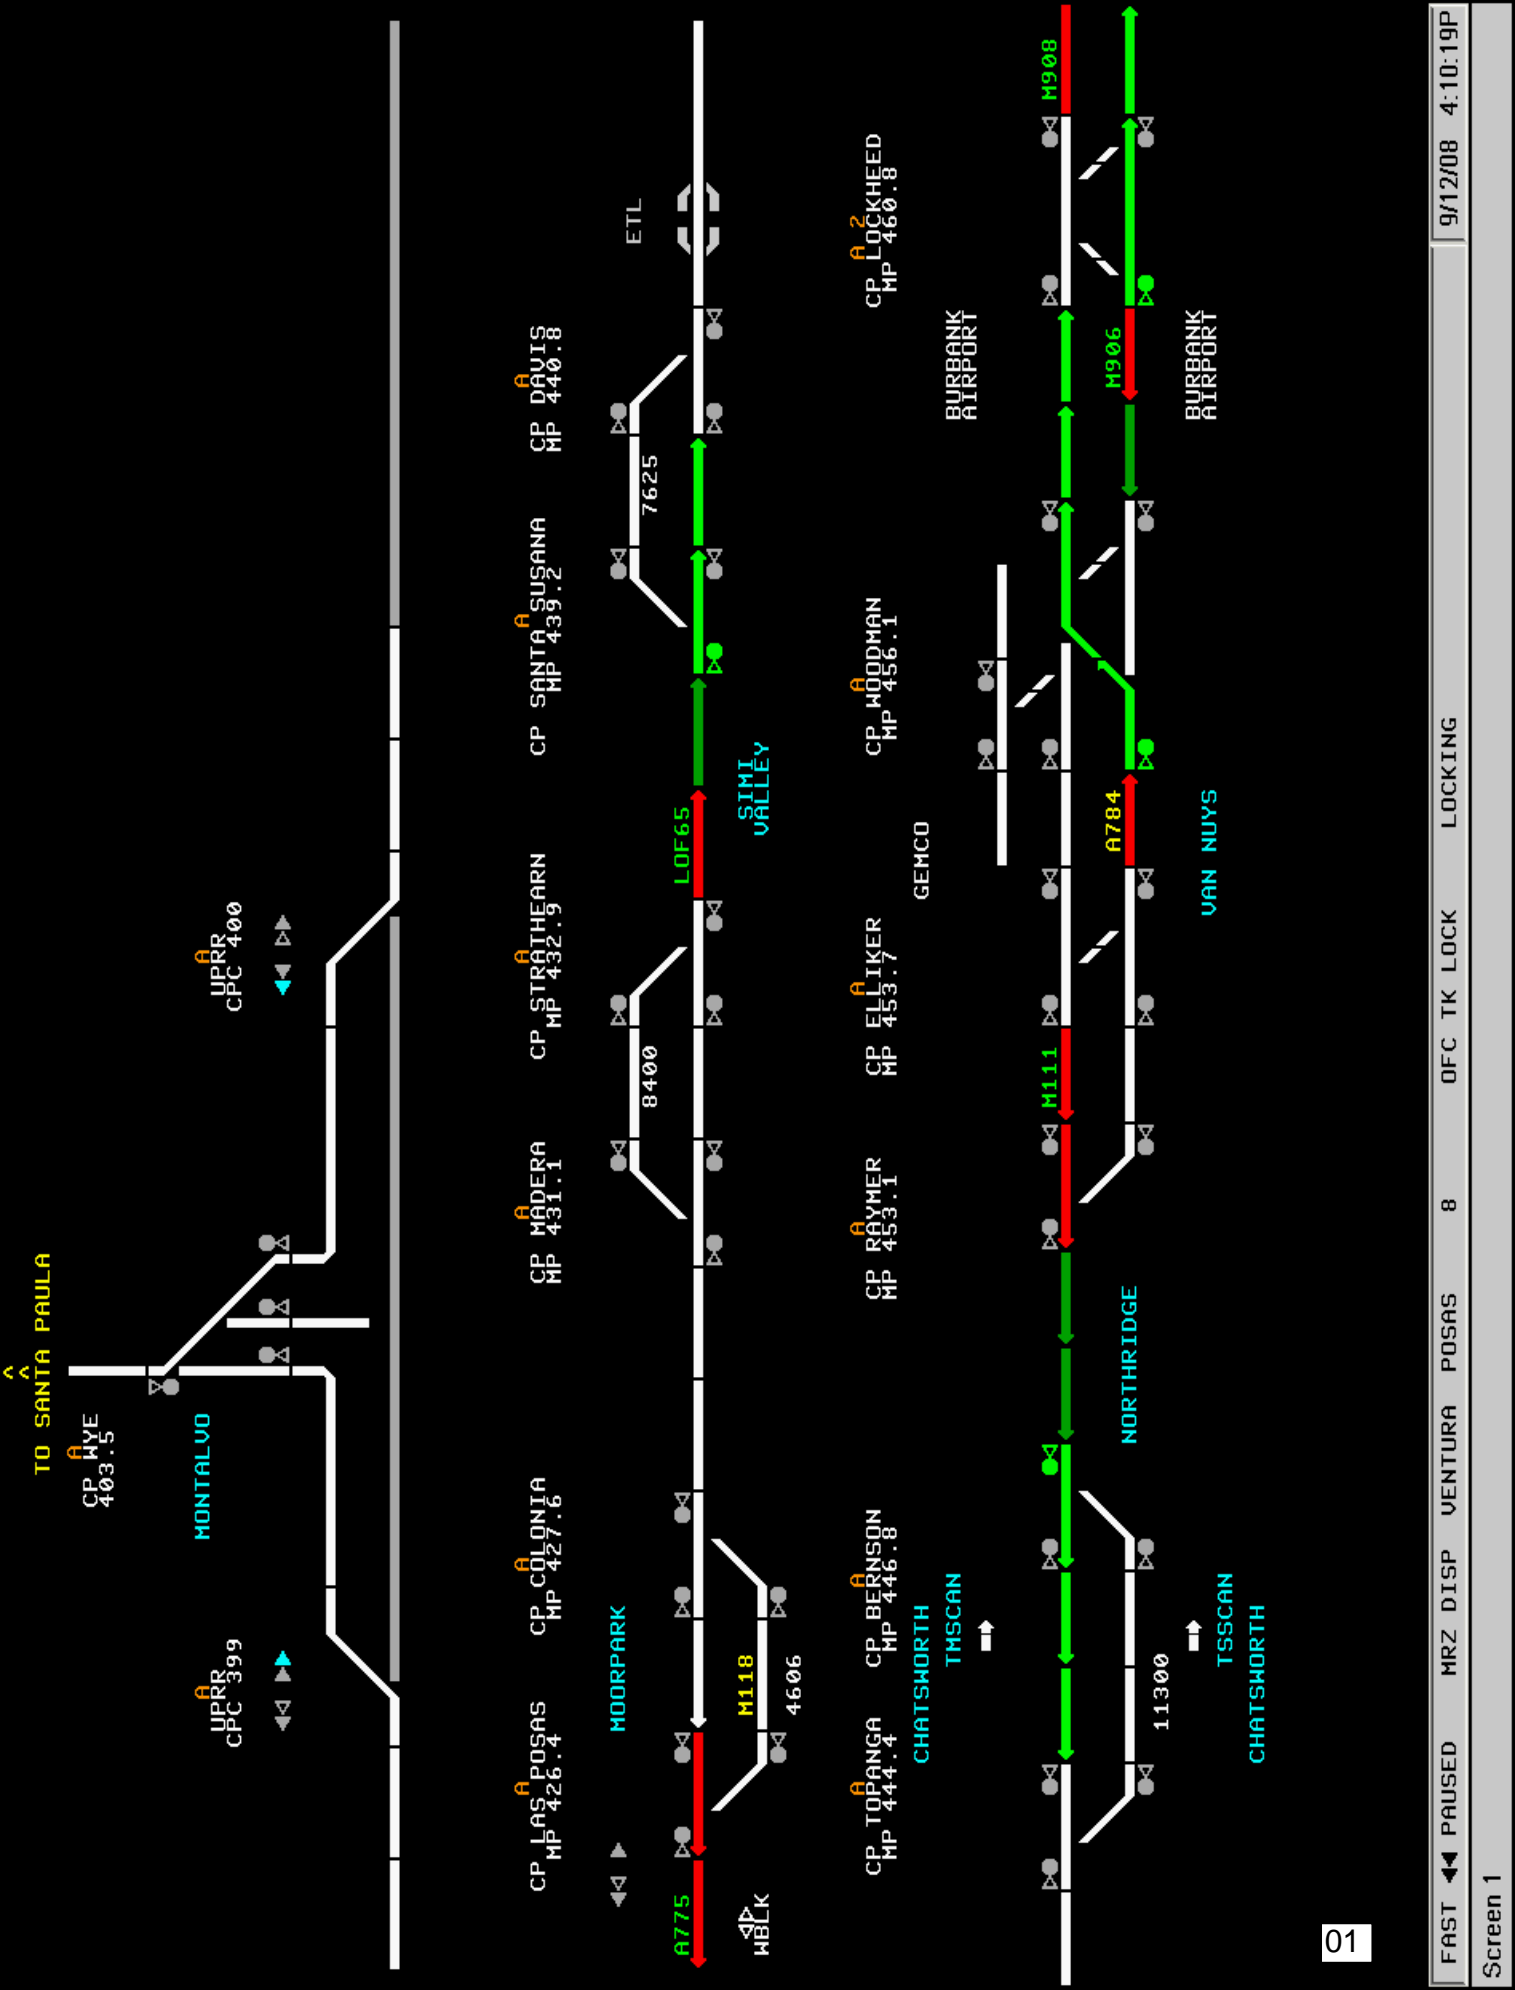 ^
^
TO SANTA PAULA
CP WYE
A
403.5
MONTALVO
A
UPRR
CPC 399
A
UPRR
CPC 400
A
CP LAS POSAS
MP 426.4
A
CP COLONIA
MP 427.6
A
CP MADERA
MP 431.1
A
CP STRATHEARN
MP 432.9
A
CP SANTA SUSANA
MP 439.2
A
CP DAVIS
MP 440.8
ETL
MOORPARK
8400
7625
A775
LOF65
M118
WBLK
4606
SIMI
VALLEY
A
CP TOPANGA
MP 444.4
A
CP BERNSON
MP 446.8
A
CP RAYMER
MP 453.1
A
CP ELLIKER
MP 453.7
A
CP WOODMAN
MP 456.1
A 2
CP LOCKHEED
MP 460.8
CHATSWORTH
TMSCAN
GEMCO
BURBANK
AIRPORT
M111
M908
A784
M906
NORTHRIDGE
11300
TSSCAN
CHATSWORTH
VAN NUYS
BURBANK
AIRPORT
01
FAST PAUSED MRZ DISP VENTURA POSAS 8 OFC TK LOCK LOCKING 9/12/08 4:10:19P
Screen 1